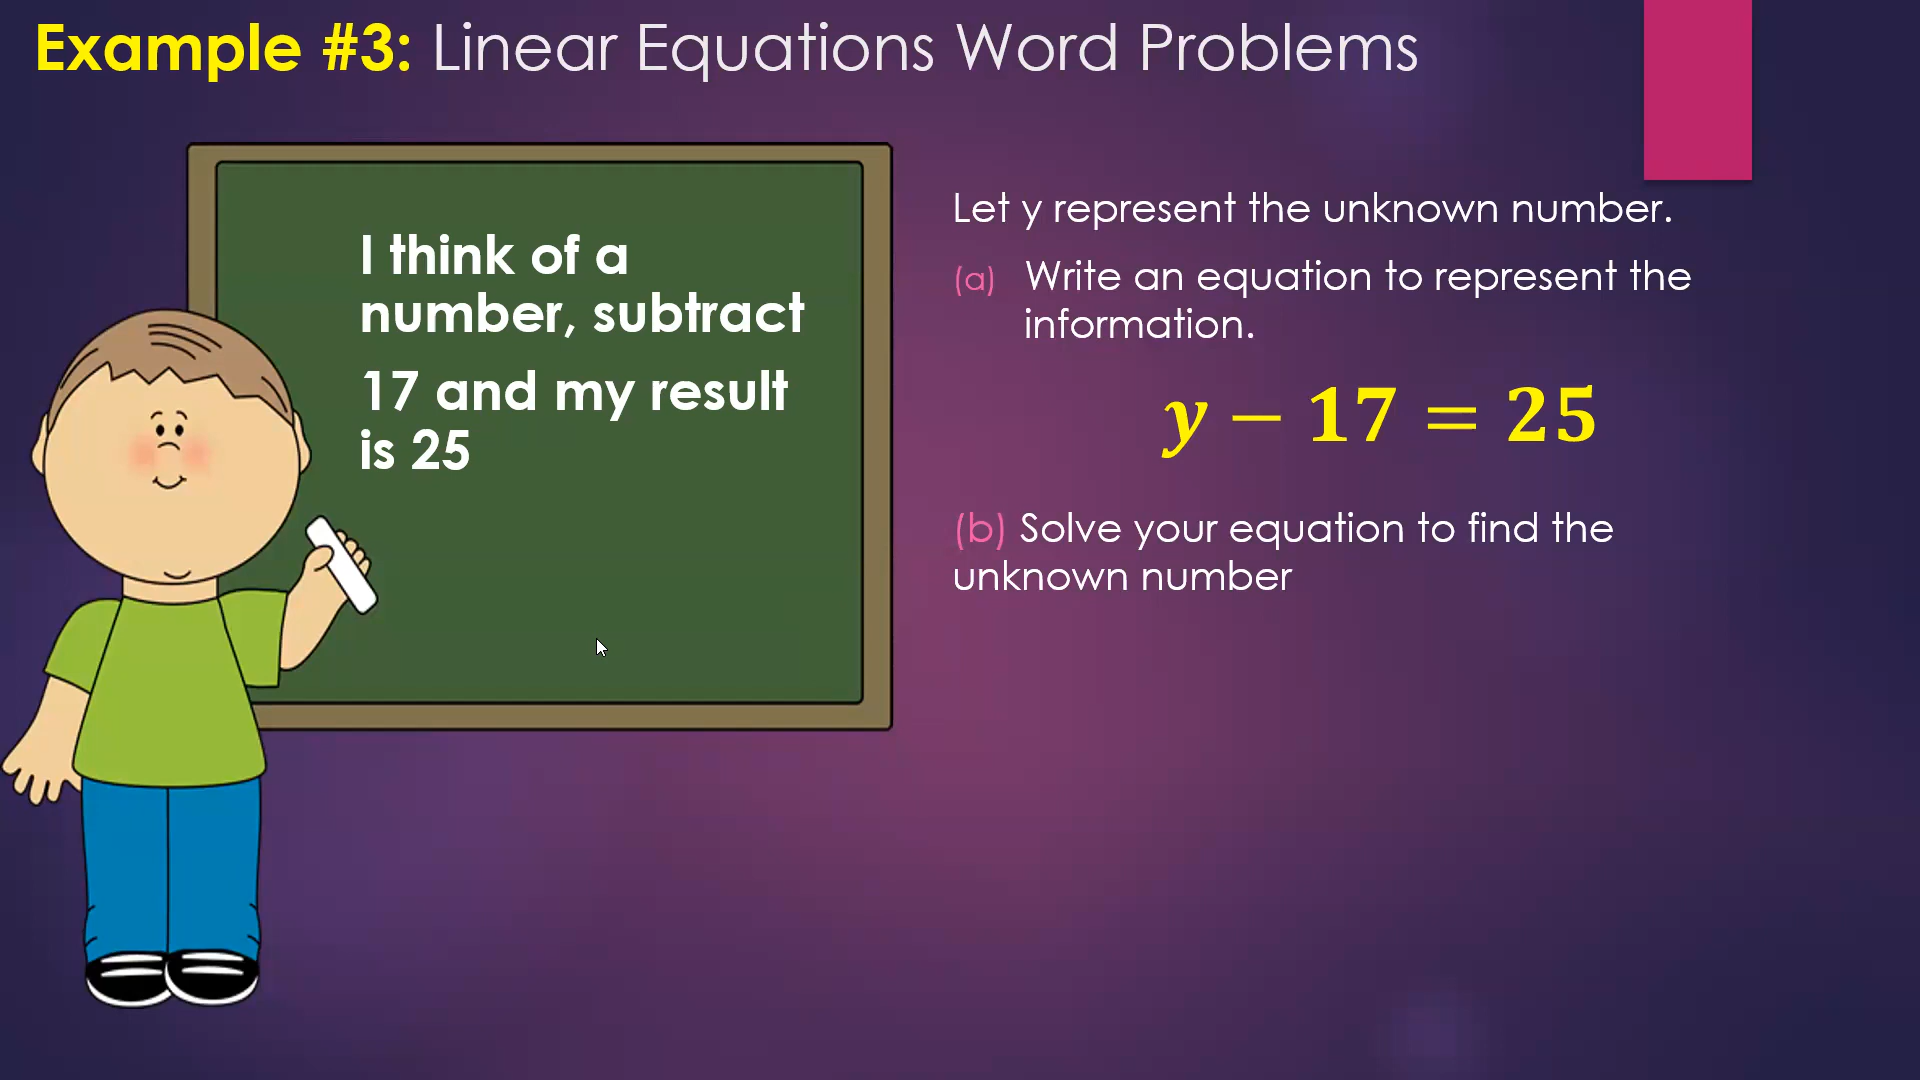 Example #3: Linear Equations Word Problems
I think of a
number, subtract
17 and my result
is 25
Let y represent the unknown number.
(a) Write an equation to represent the
information.
y − 17 = 25
(b) Solve your equation to find the
unknown number